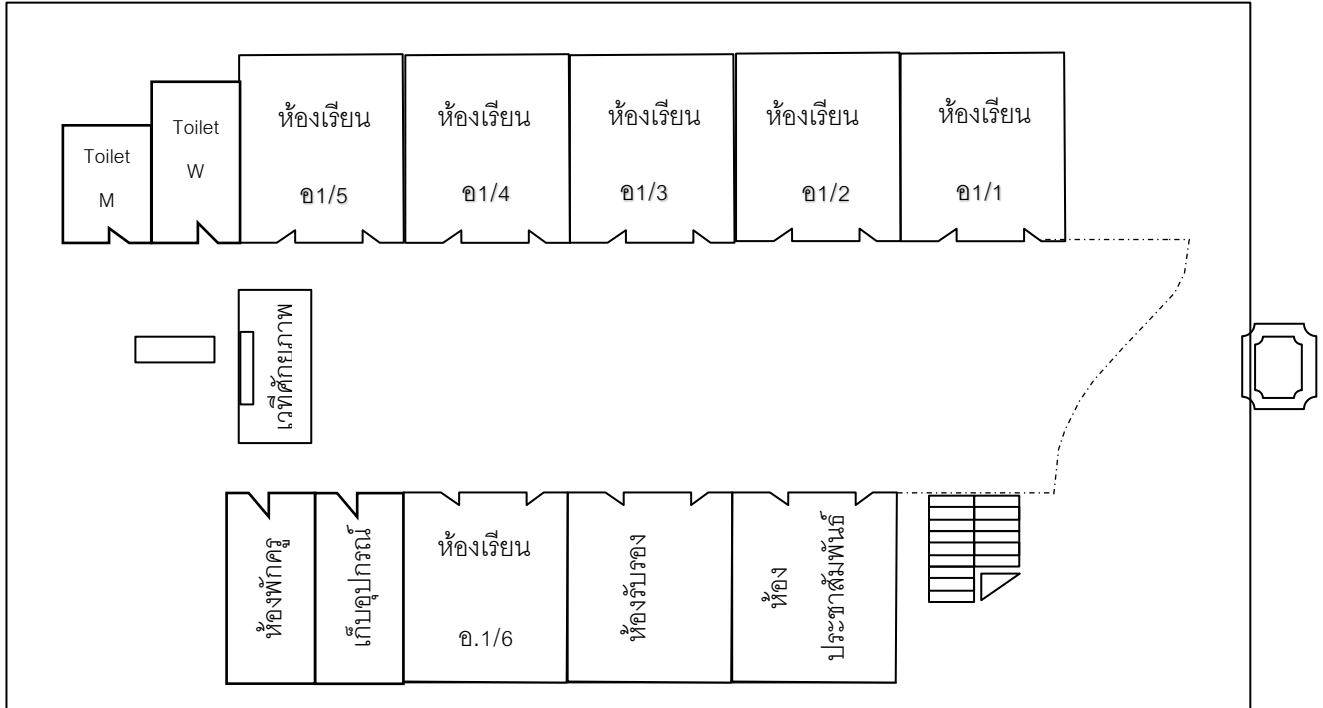 Toilet
M
Toilet
W
ห้องเรียน
อ1/5
ห้องเรียน
อ1/4
ห้องเรียน
อ1/3
ห้องเรียน
อ1/2
ห้องเรียน
อ1/1
เวทีศักยภาพ
ห้องพักครู
เก็บอุปกรณ์
ห้องเรียน
อ.1/6
ห้องรับรอง
ห้อง
ประชาสัมพันธ์